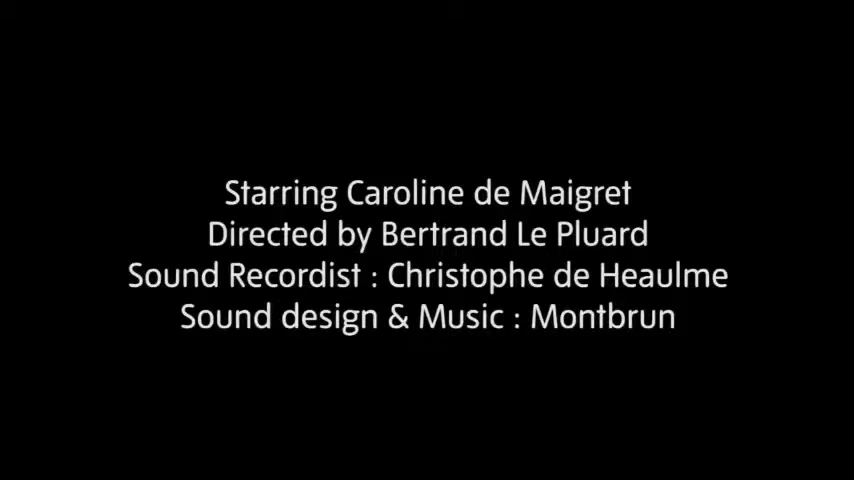 Starring Caroline de Maigret
Directed by Bertrand Le Pluard
Sound Recordist : Christophe de Heaulme
Sound design & Music : Montbrun